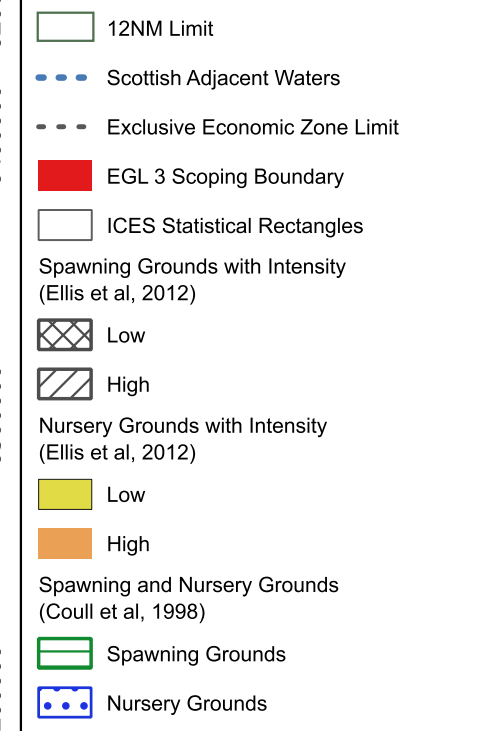 12NM Limit
Scottish Adjacent Waters
Exclusive Economic Zone Limit
EGL 3 Scoping Boundary
ICES Statistical Rectangles
Spawning Grounds with Intensity
(Ellis et al, 2012)
Low
High
Nursery Grounds with Intensity
(Ellis et al, 2012)
Low
High
Spawning and Nursery Grounds
(Coull et al, 1998)
Spawning Grounds
Nursery Grounds